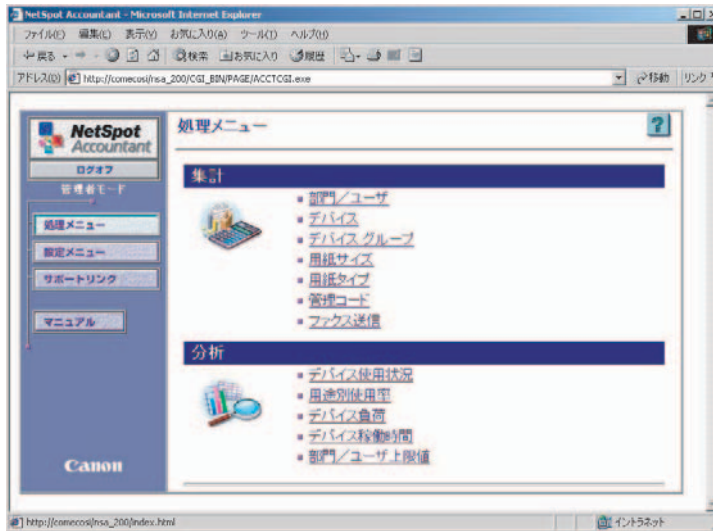 NetSpot Accountant - Microsoft Internet Explorer
ファイル(F) 編集(E) 表示(V) お気に入り(A) ツール(T) ヘルプ(H)
戻る 検索 お気に入り 履歴
アドレス(D) http://comecosi/nsa_200/CGI_BIN/PAGE/ACCTCGI.exe 移動 リンク
NetSpot
Accountant
ログオフ
管理者モード
処理メニュー
設定メニュー
サポートリンク
マニュアル
Canon
処理メニュー
?
集計
部門/ユーザ
デバイス
デバイス グループ
用紙サイズ
用紙タイプ
管理コード
ファクス送信
分析
デバイス使用状況
用途別使用率
デバイス負荷
デバイス稼働時間
部門/ユーザ上限値
http://comecosi/nsa_200/index.html イントラネット